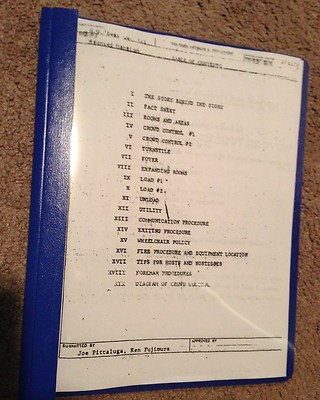 TABLE OF CONTENTS
I THE STORY BEHIND THE STORY
II FACT SHEET
III ROOMS AND AREAS
IV CROWD CONTROL #1
V CROWD CONTROL #2
VI TURNSTILE
VII FOYER
VIII EXPANDING ROOMS
IX LOAD #1
X LOAD #2
XI UNLOAD
XII UTILITY
XIII COMMUNICATION PROCEDURE
XIV EXITING PROCEDURE
XV WHEELCHAIR POLICY
XVI FIRE PROCEDURE AND EQUIPMENT LOCATION
XVII TIPS FOR HOSTS AND HOSTESSES
XVIII FOREMAN PROCEDURES
XIX DIAGRAM OF CROWD CONTROL
SUBMITTED BY APPROVED BY
Joe Pittaluga, Ken Fujimura